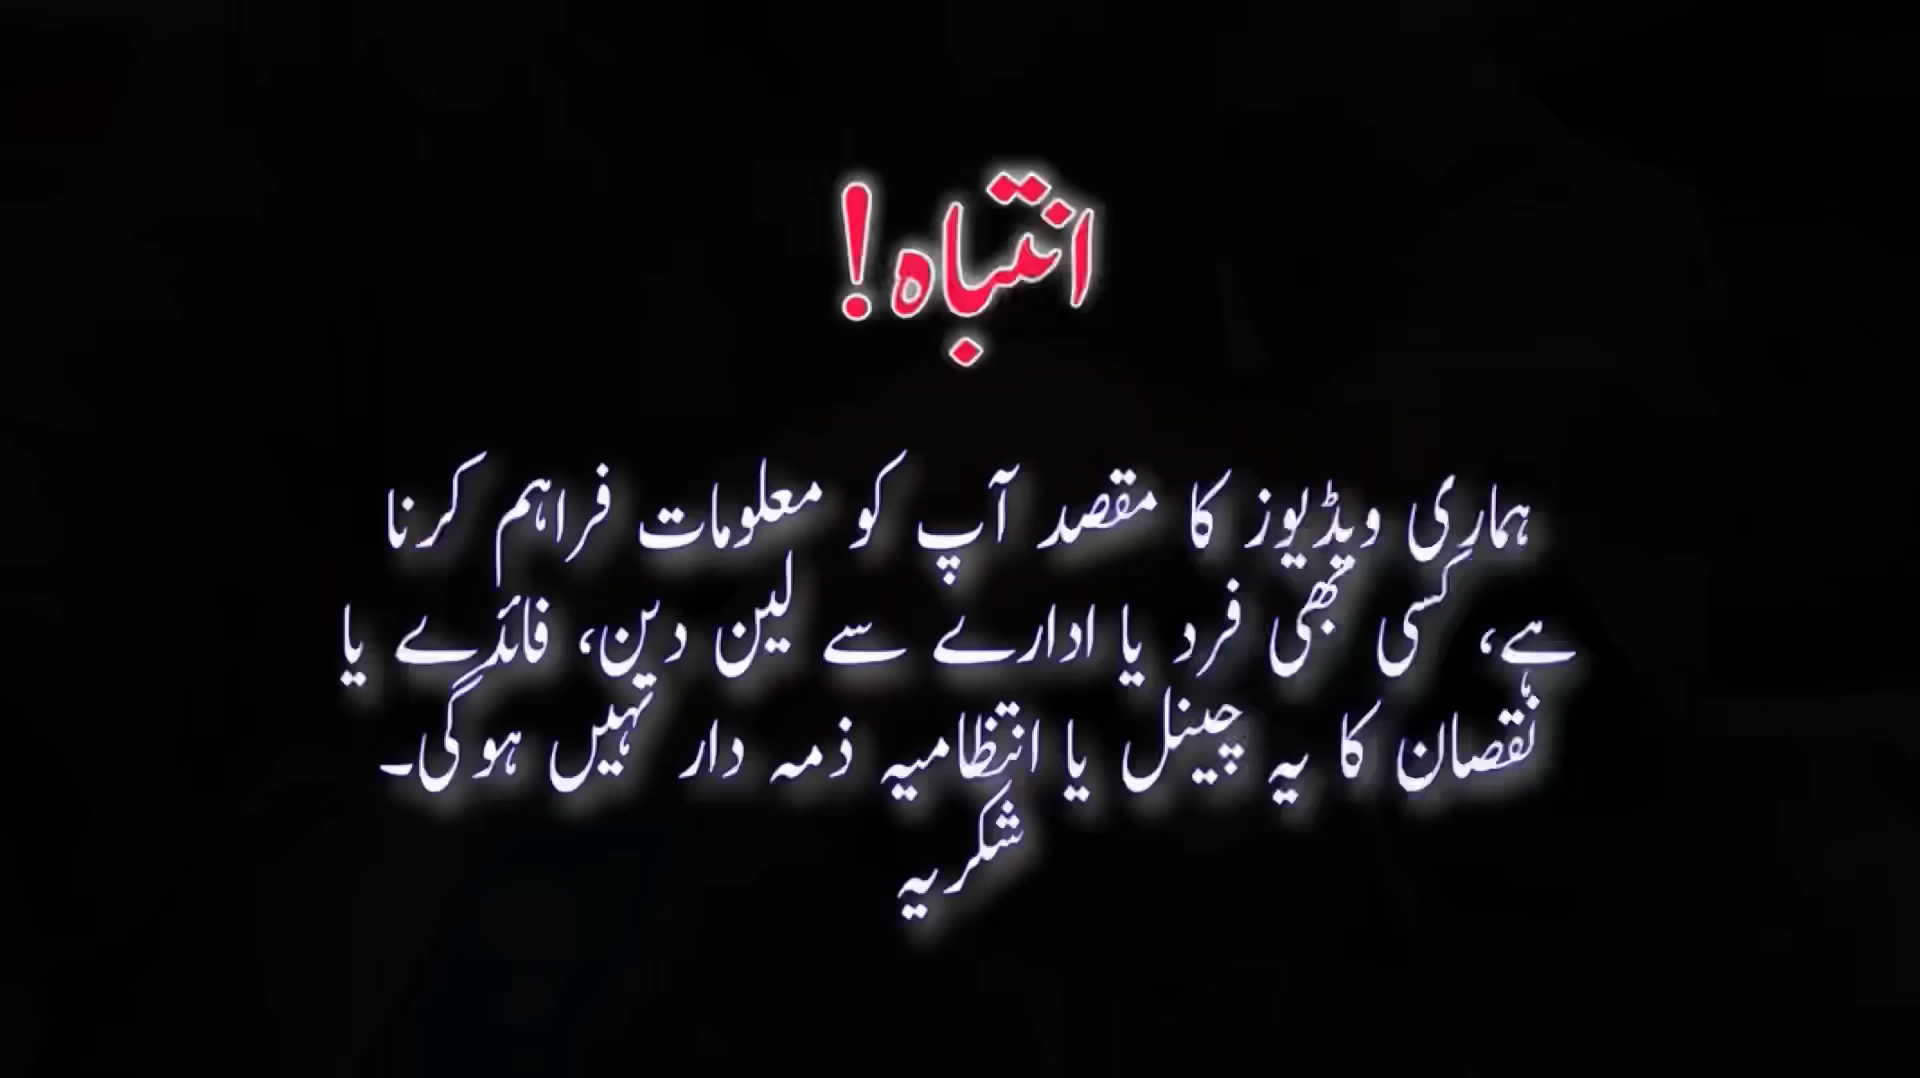 انتباہ!
ہماری ویڈیوز کا مقصد آپ کو معلومات فراہم کرنا
ہے، کسی بھی فرد یا ادارے سے لین دین، فائدے یا
نقصان کا یہ چینل یا انتظامیہ ذمہ دار نہیں ہوگی۔
شکریہ